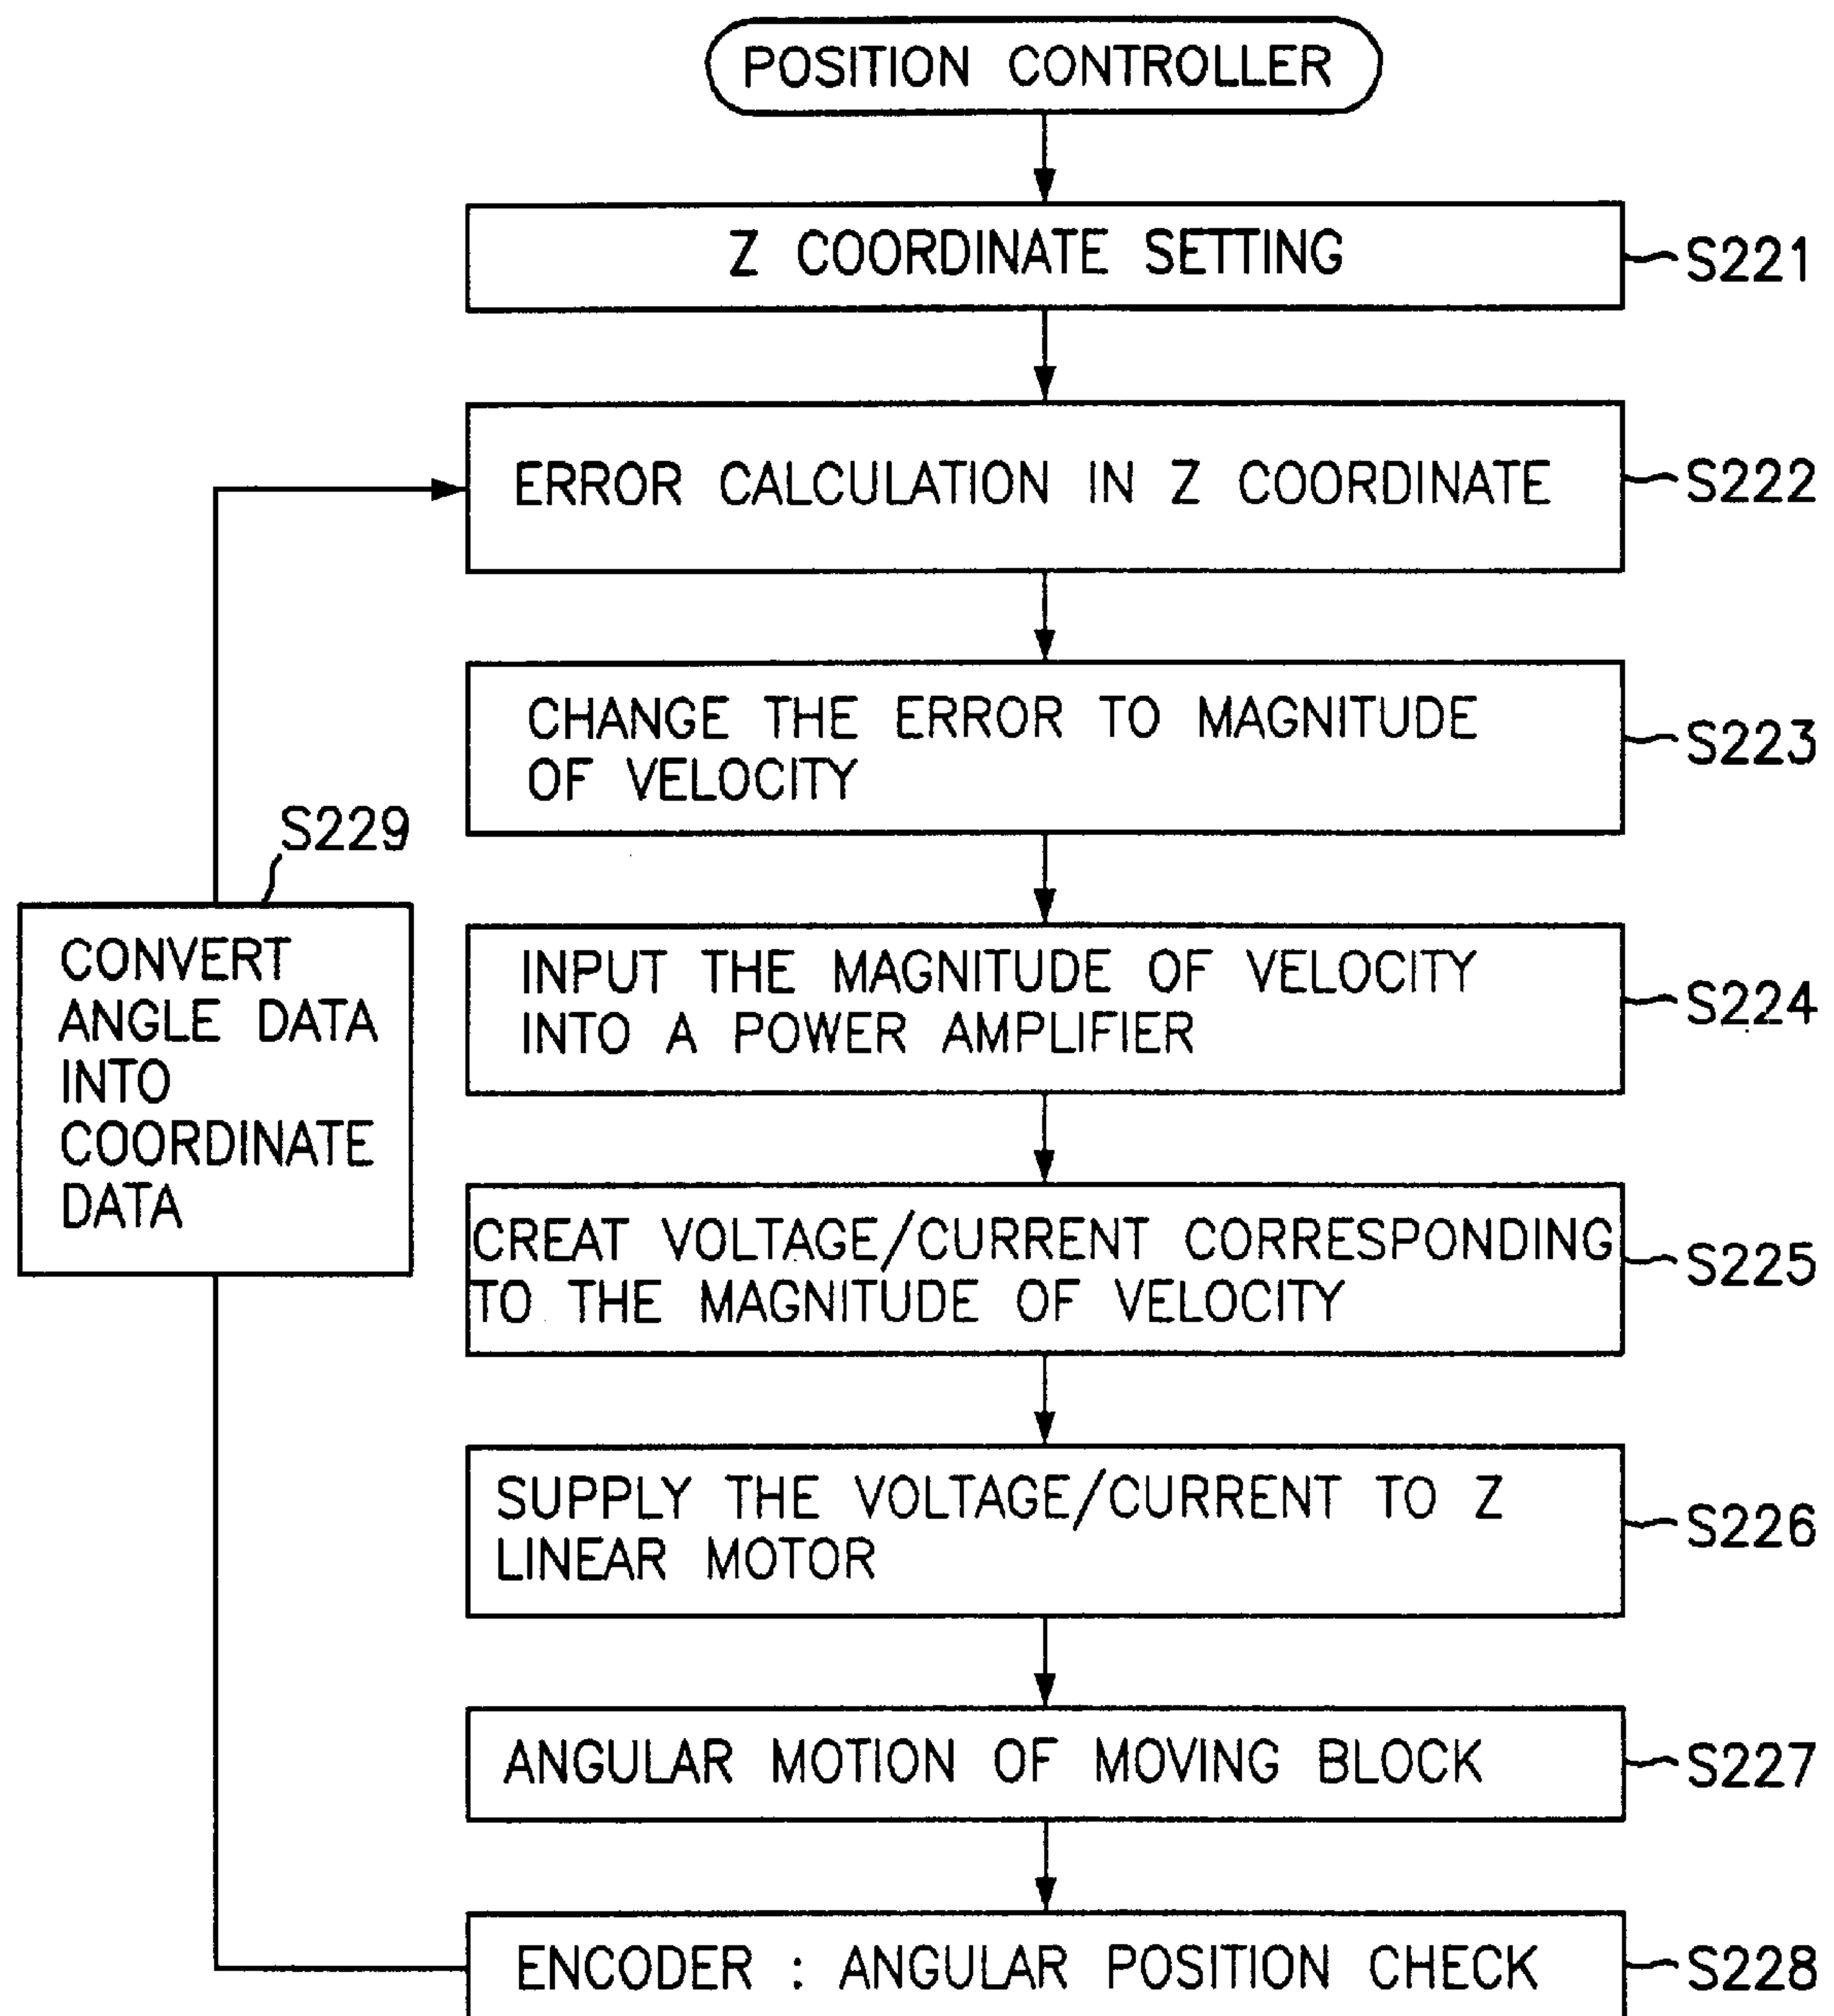 POSITION CONTROLLER
Z COORDINATE SETTING
S221
ERROR CALCULATION IN Z COORDINATE
S222
CHANGE THE ERROR TO MAGNITUDE
OF VELOCITY
S223
S229
CONVERT
ANGLE DATA
INTO
COORDINATE
DATA
INPUT THE MAGNITUDE OF VELOCITY
INTO A POWER AMPLIFIER
S224
CREAT VOLTAGE/CURRENT CORRESPONDING
TO THE MAGNITUDE OF VELOCITY
S225
SUPPLY THE VOLTAGE/CURRENT TO Z
LINEAR MOTOR
S226
ANGULAR MOTION OF MOVING BLOCK
S227
ENCODER : ANGULAR POSITION CHECK
S228